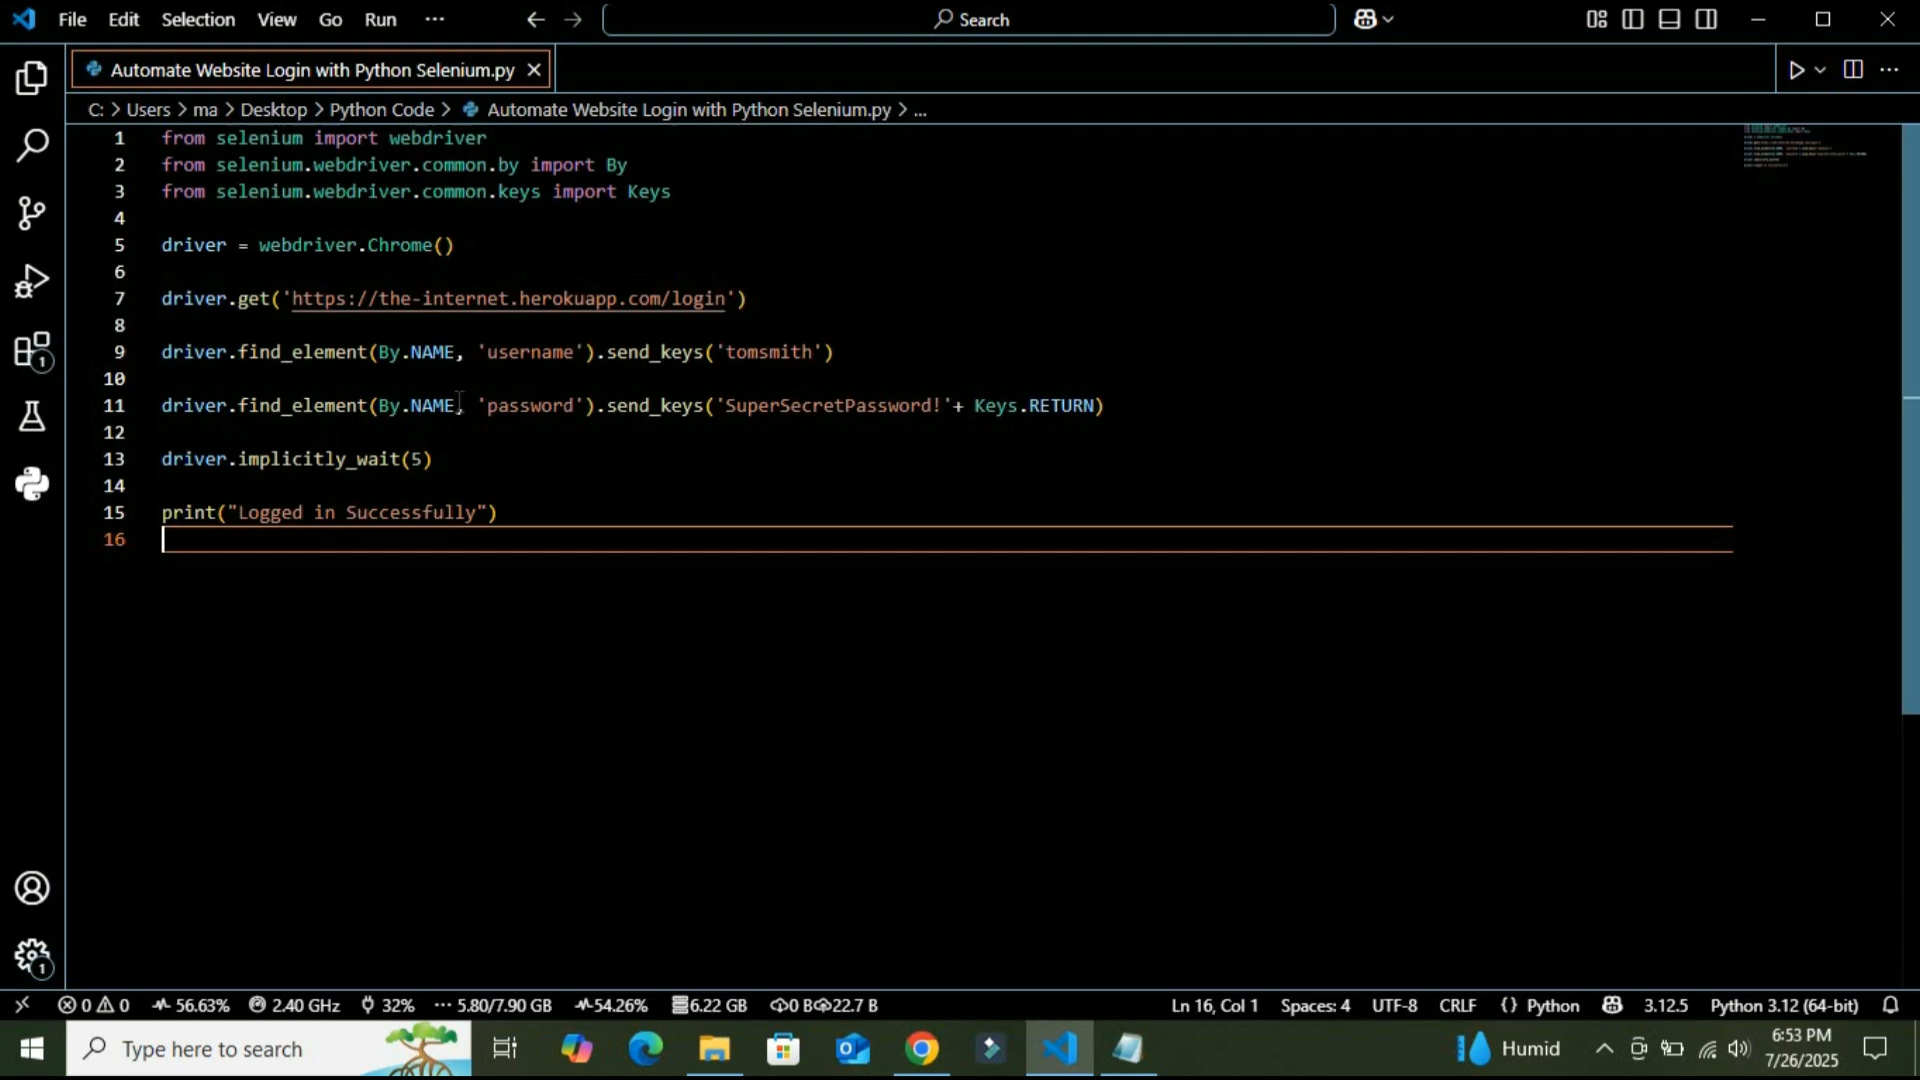 File Edit Selection View Go Run ··· Search
Automate Website Login with Python Selenium.py
C: > Users > ma > Desktop > Python Code > Automate Website Login with Python Selenium.py > ...
1 from selenium import webdriver
2 from selenium.webdriver.common.by import By
3 from selenium.webdriver.common.keys import Keys
4
5 driver = webdriver.Chrome()
6
7 driver.get('https://the-internet.herokuapp.com/login')
8
9 driver.find_element(By.NAME, 'username').send_keys('tomsmith')
10
11 driver.find_element(By.NAME, 'password').send_keys('SuperSecretPassword!'+ Keys.RETURN)
12
13 driver.implicitly_wait(5)
14
15 print("Logged in Successfully")
16
1
1
0 0 56.63% 2.40 GHz 32% ··· 5.80/7.90 GB 54.26% 6.22 GB 0 B 22.7 B Ln 16, Col 1 Spaces: 4 UTF-8 CRLF {} Python 3.12.5 Python 3.12 (64-bit)
Type here to search Humid 6:53 PM
7/26/2025